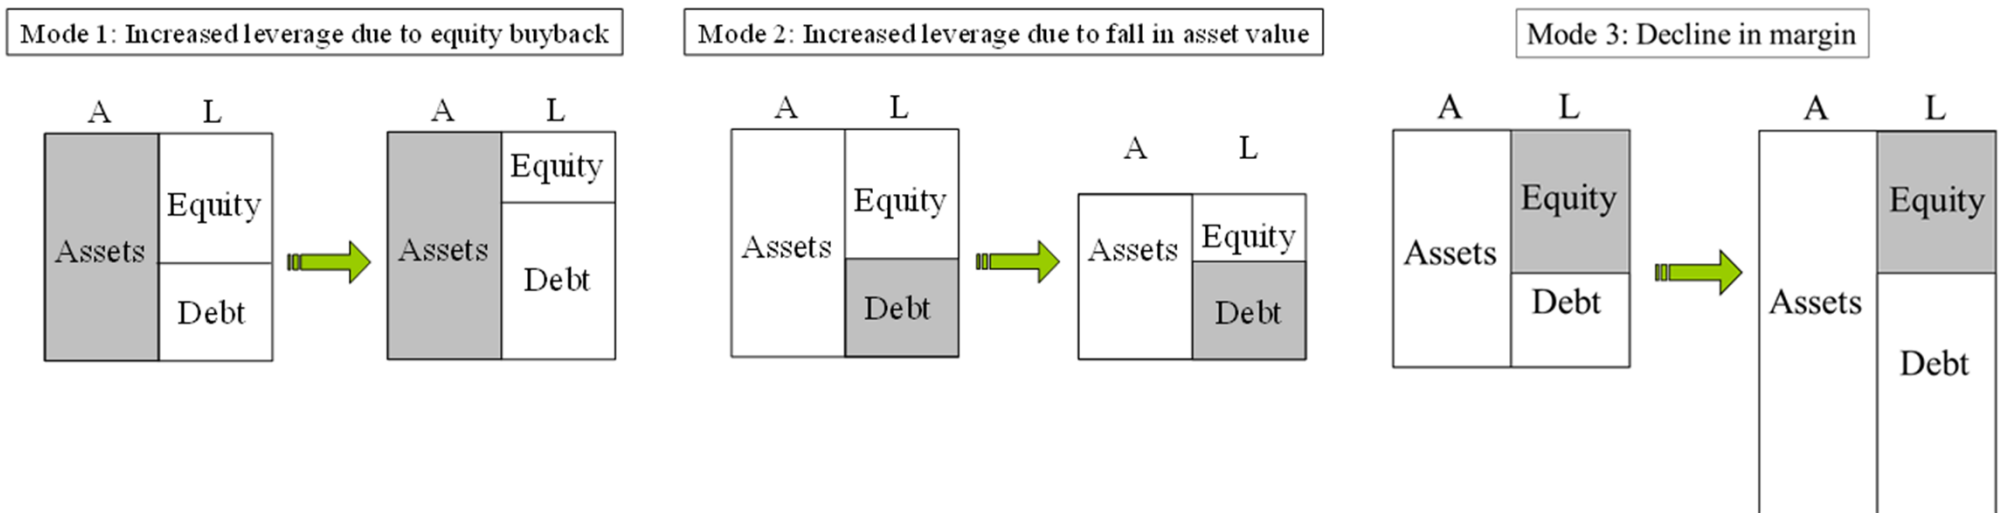 Mode 1: Increased leverage due to equity buyback
A L
Assets Equity
Debt
A L
Assets Equity
Debt
Mode 2: Increased leverage due to fall in asset value
A L
Assets Equity
Debt
A L
Assets Equity
Debt
Mode 3: Decline in margin
A L
Assets Equity
Debt
A L
Assets Equity
Debt